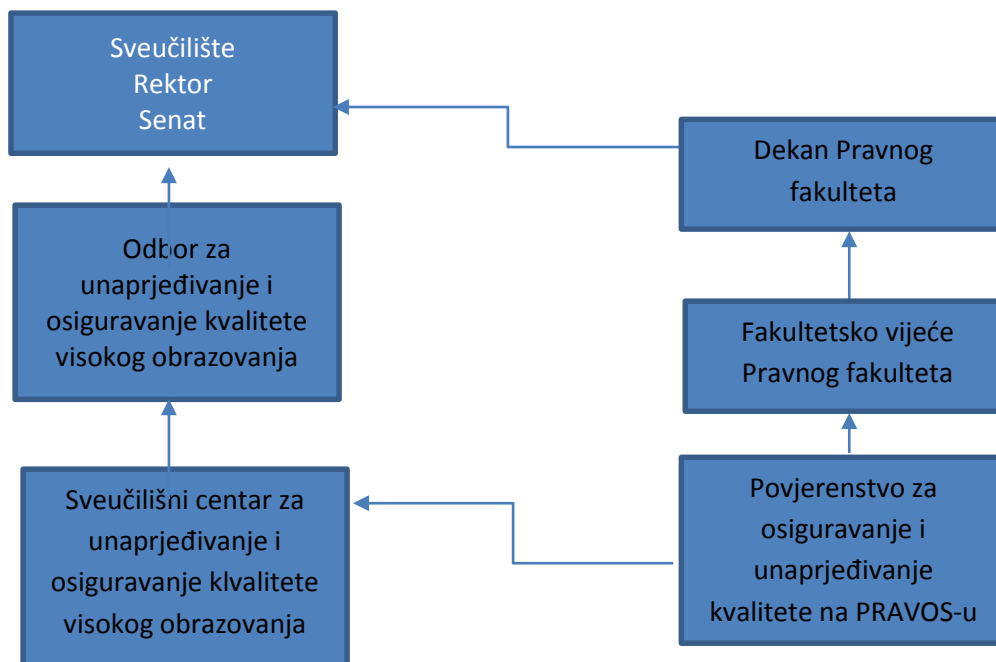 Sveučilište
Rektor
Senat
Dekan Pravnog
fakulteta
Odbor za
unaprjeđivanje i
osiguravanje kvalitete
visokog obrazovanja
Fakultetsko vijeće
Pravnog fakulteta
Sveučilišni centar za
unaprjeđivanje i
osiguravanje klvalitete
visokog obrazovanja
Povjerenstvo za
osiguravanje i
unaprjeđivanje
kvalitete na PRAVOS-u